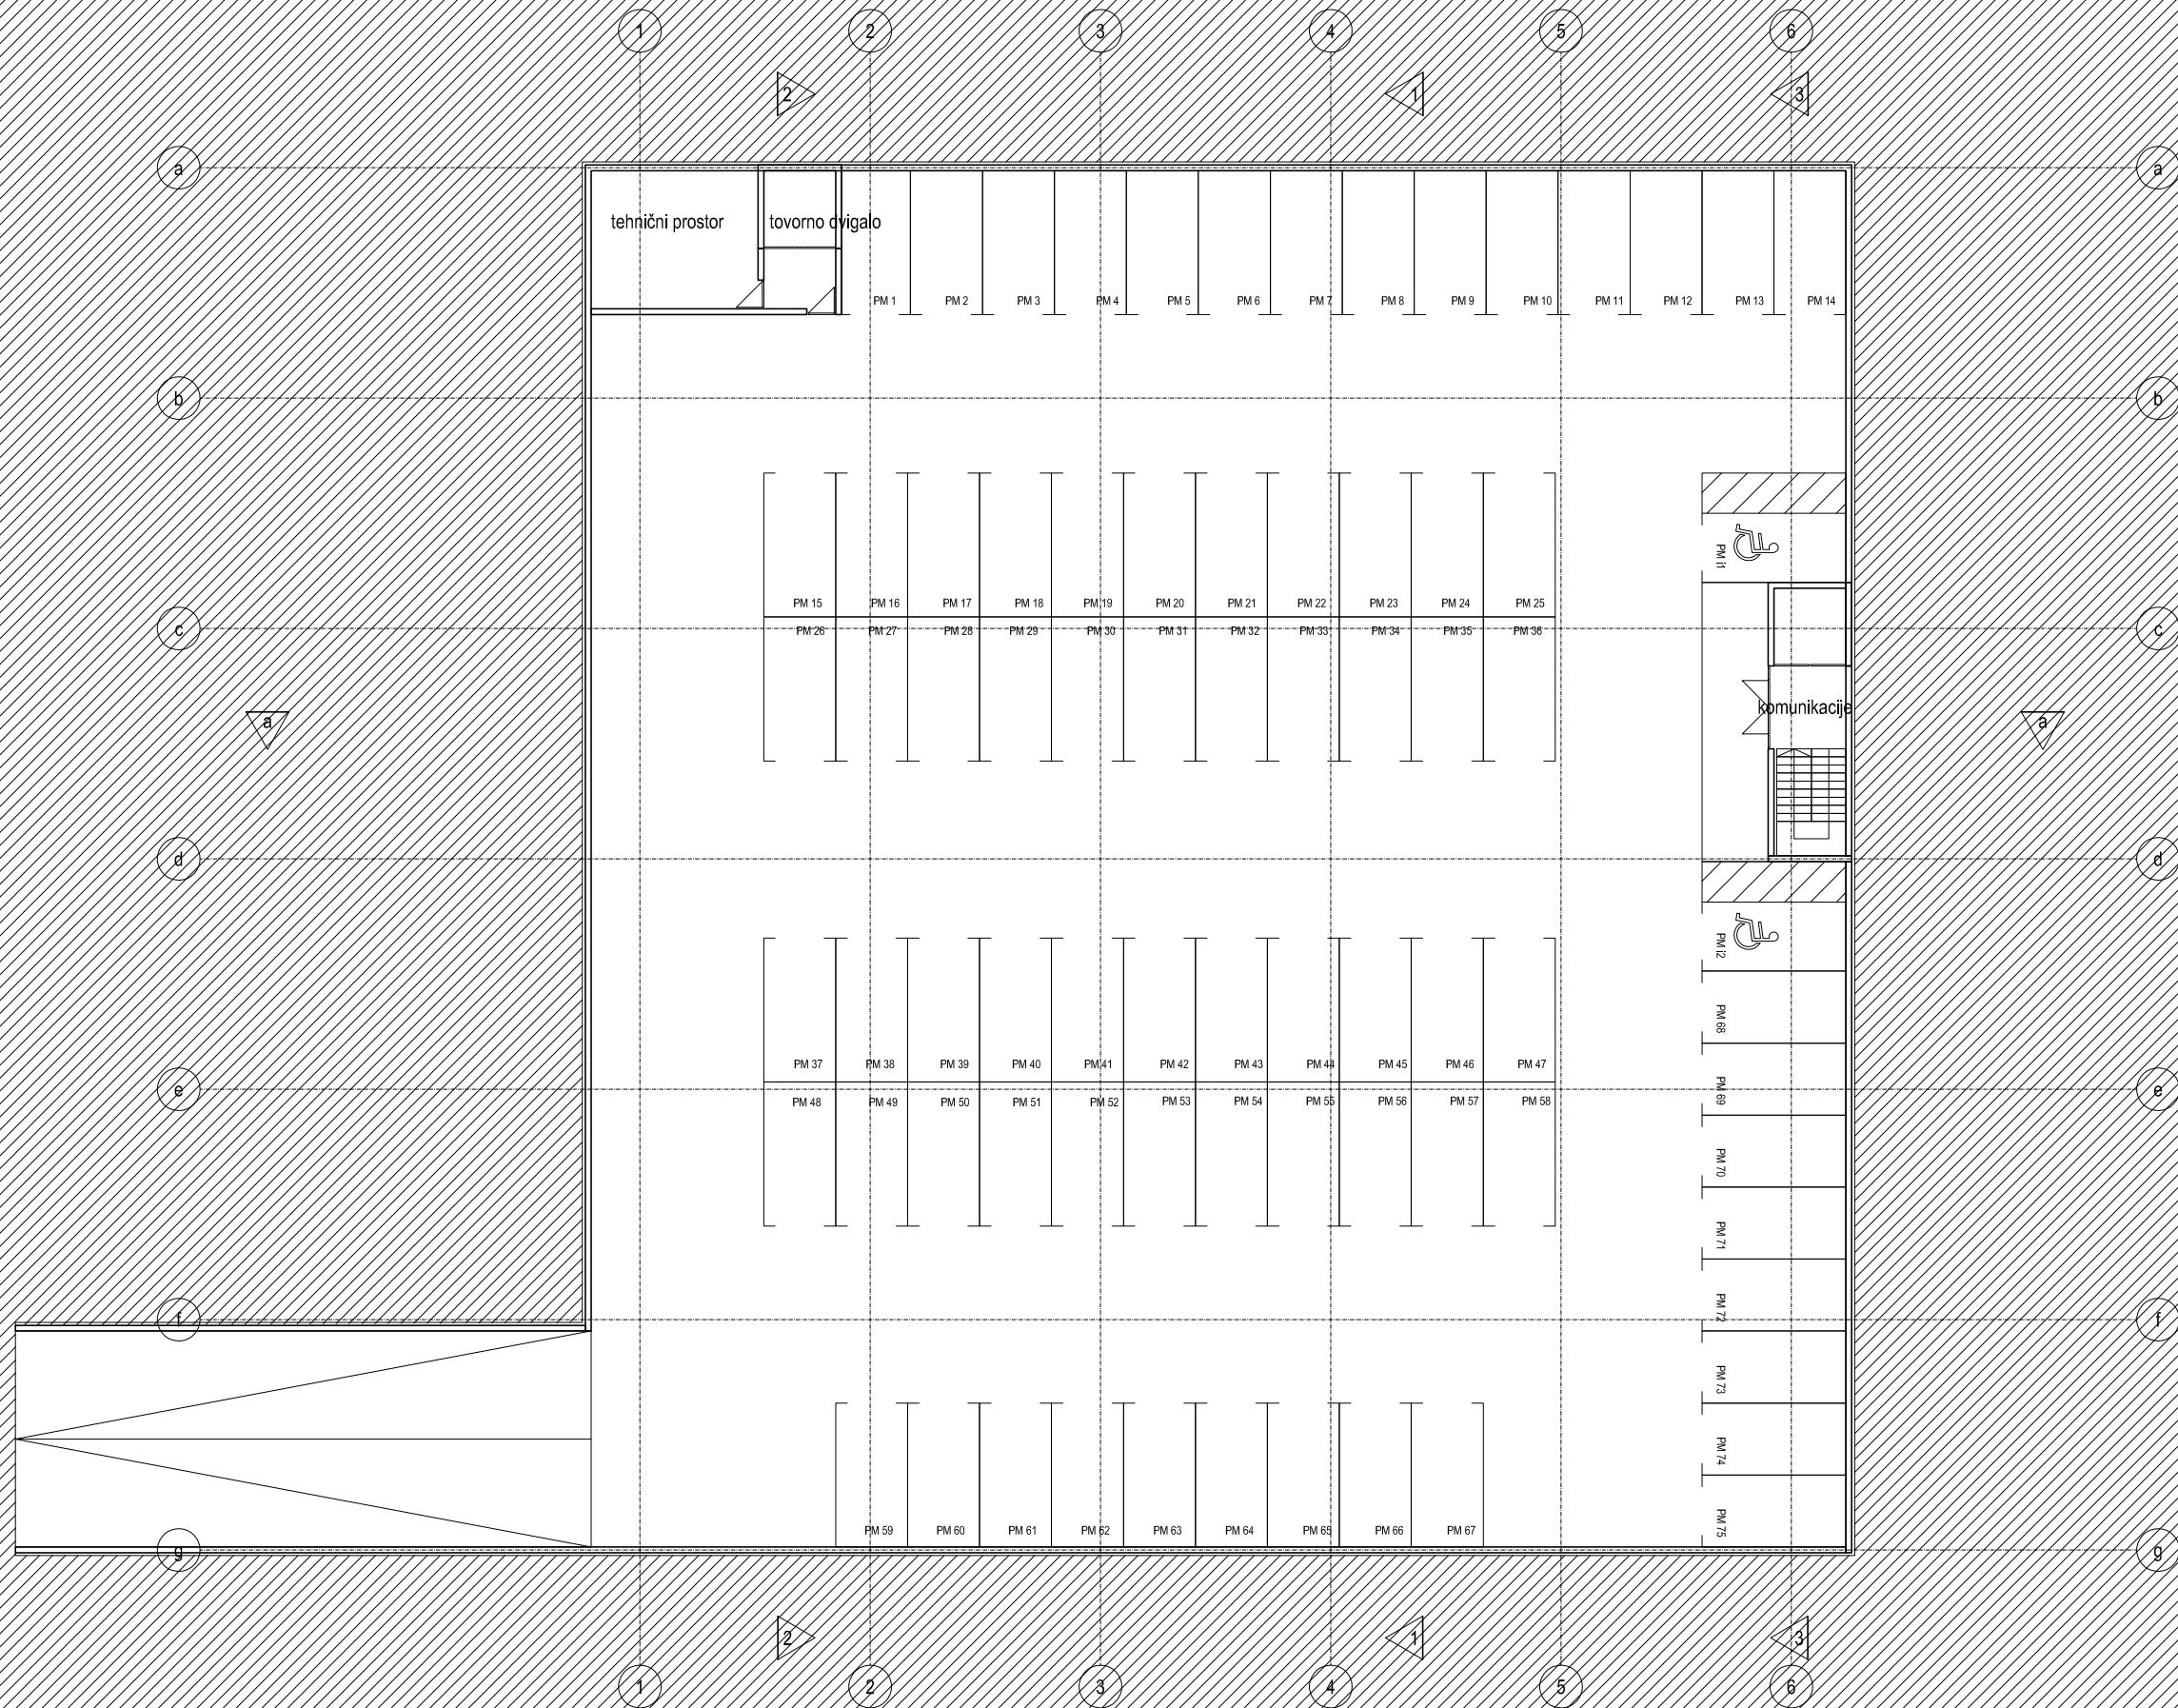 1 2 3 4 5 6
2 1 3
a a
tehnični prostor tovorno dvigalo
PM 1 PM 2 PM 3 PM 4 PM 5 PM 6 PM 7 PM 8 PM 9 PM 10 PM 11 PM 12 PM 13 PM 14
b b
PM i1
PM 15 PM 16 PM 17 PM 18 PM 19 PM 20 PM 21 PM 22 PM 23 PM 24 PM 25
c c
PM 26 PM 27 PM 28 PM 29 PM 30 PM 31 PM 32 PM 33 PM 34 PM 35 PM 36
komunikacije
a a
d d
PM i2
PM 68
PM 37 PM 38 PM 39 PM 40 PM 41 PM 42 PM 43 PM 44 PM 45 PM 46 PM 47
e e
PM 69
PM 48 PM 49 PM 50 PM 51 PM 52 PM 53 PM 54 PM 55 PM 56 PM 57 PM 58
PM 70
PM 71
PM 72
f f
PM 73
PM 74
PM 75
PM 59 PM 60 PM 61 PM 62 PM 63 PM 64 PM 65 PM 66 PM 67
g g
2 1 3
1 2 3 4 5 6